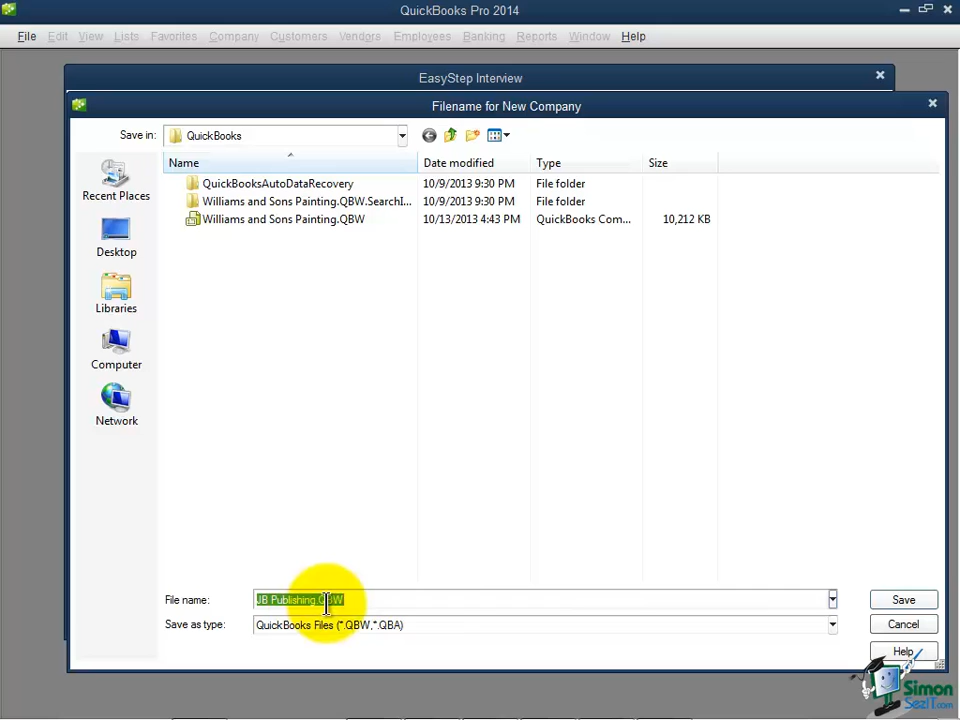 QuickBooks Pro 2014
File Edit View Lists Favorites Company Customers Vendors Employees Banking Reports Window Help
EasyStep Interview
Filename for New Company
Save in: QuickBooks
Name Date modified Type Size
QuickBooksAutoDataRecovery 10/9/2013 9:30 PM File folder
Williams and Sons Painting.QBW.SearchI... 10/9/2013 9:30 PM File folder
Williams and Sons Painting.QBW 10/13/2013 4:43 PM QuickBooks Com... 10,212 KB
Recent Places
Desktop
Libraries
Computer
Network
File name: JB Publishing.QBW Save
Save as type: QuickBooks Files (*.QBW,*.QBA) Cancel
Help
Simon
SezIT.com